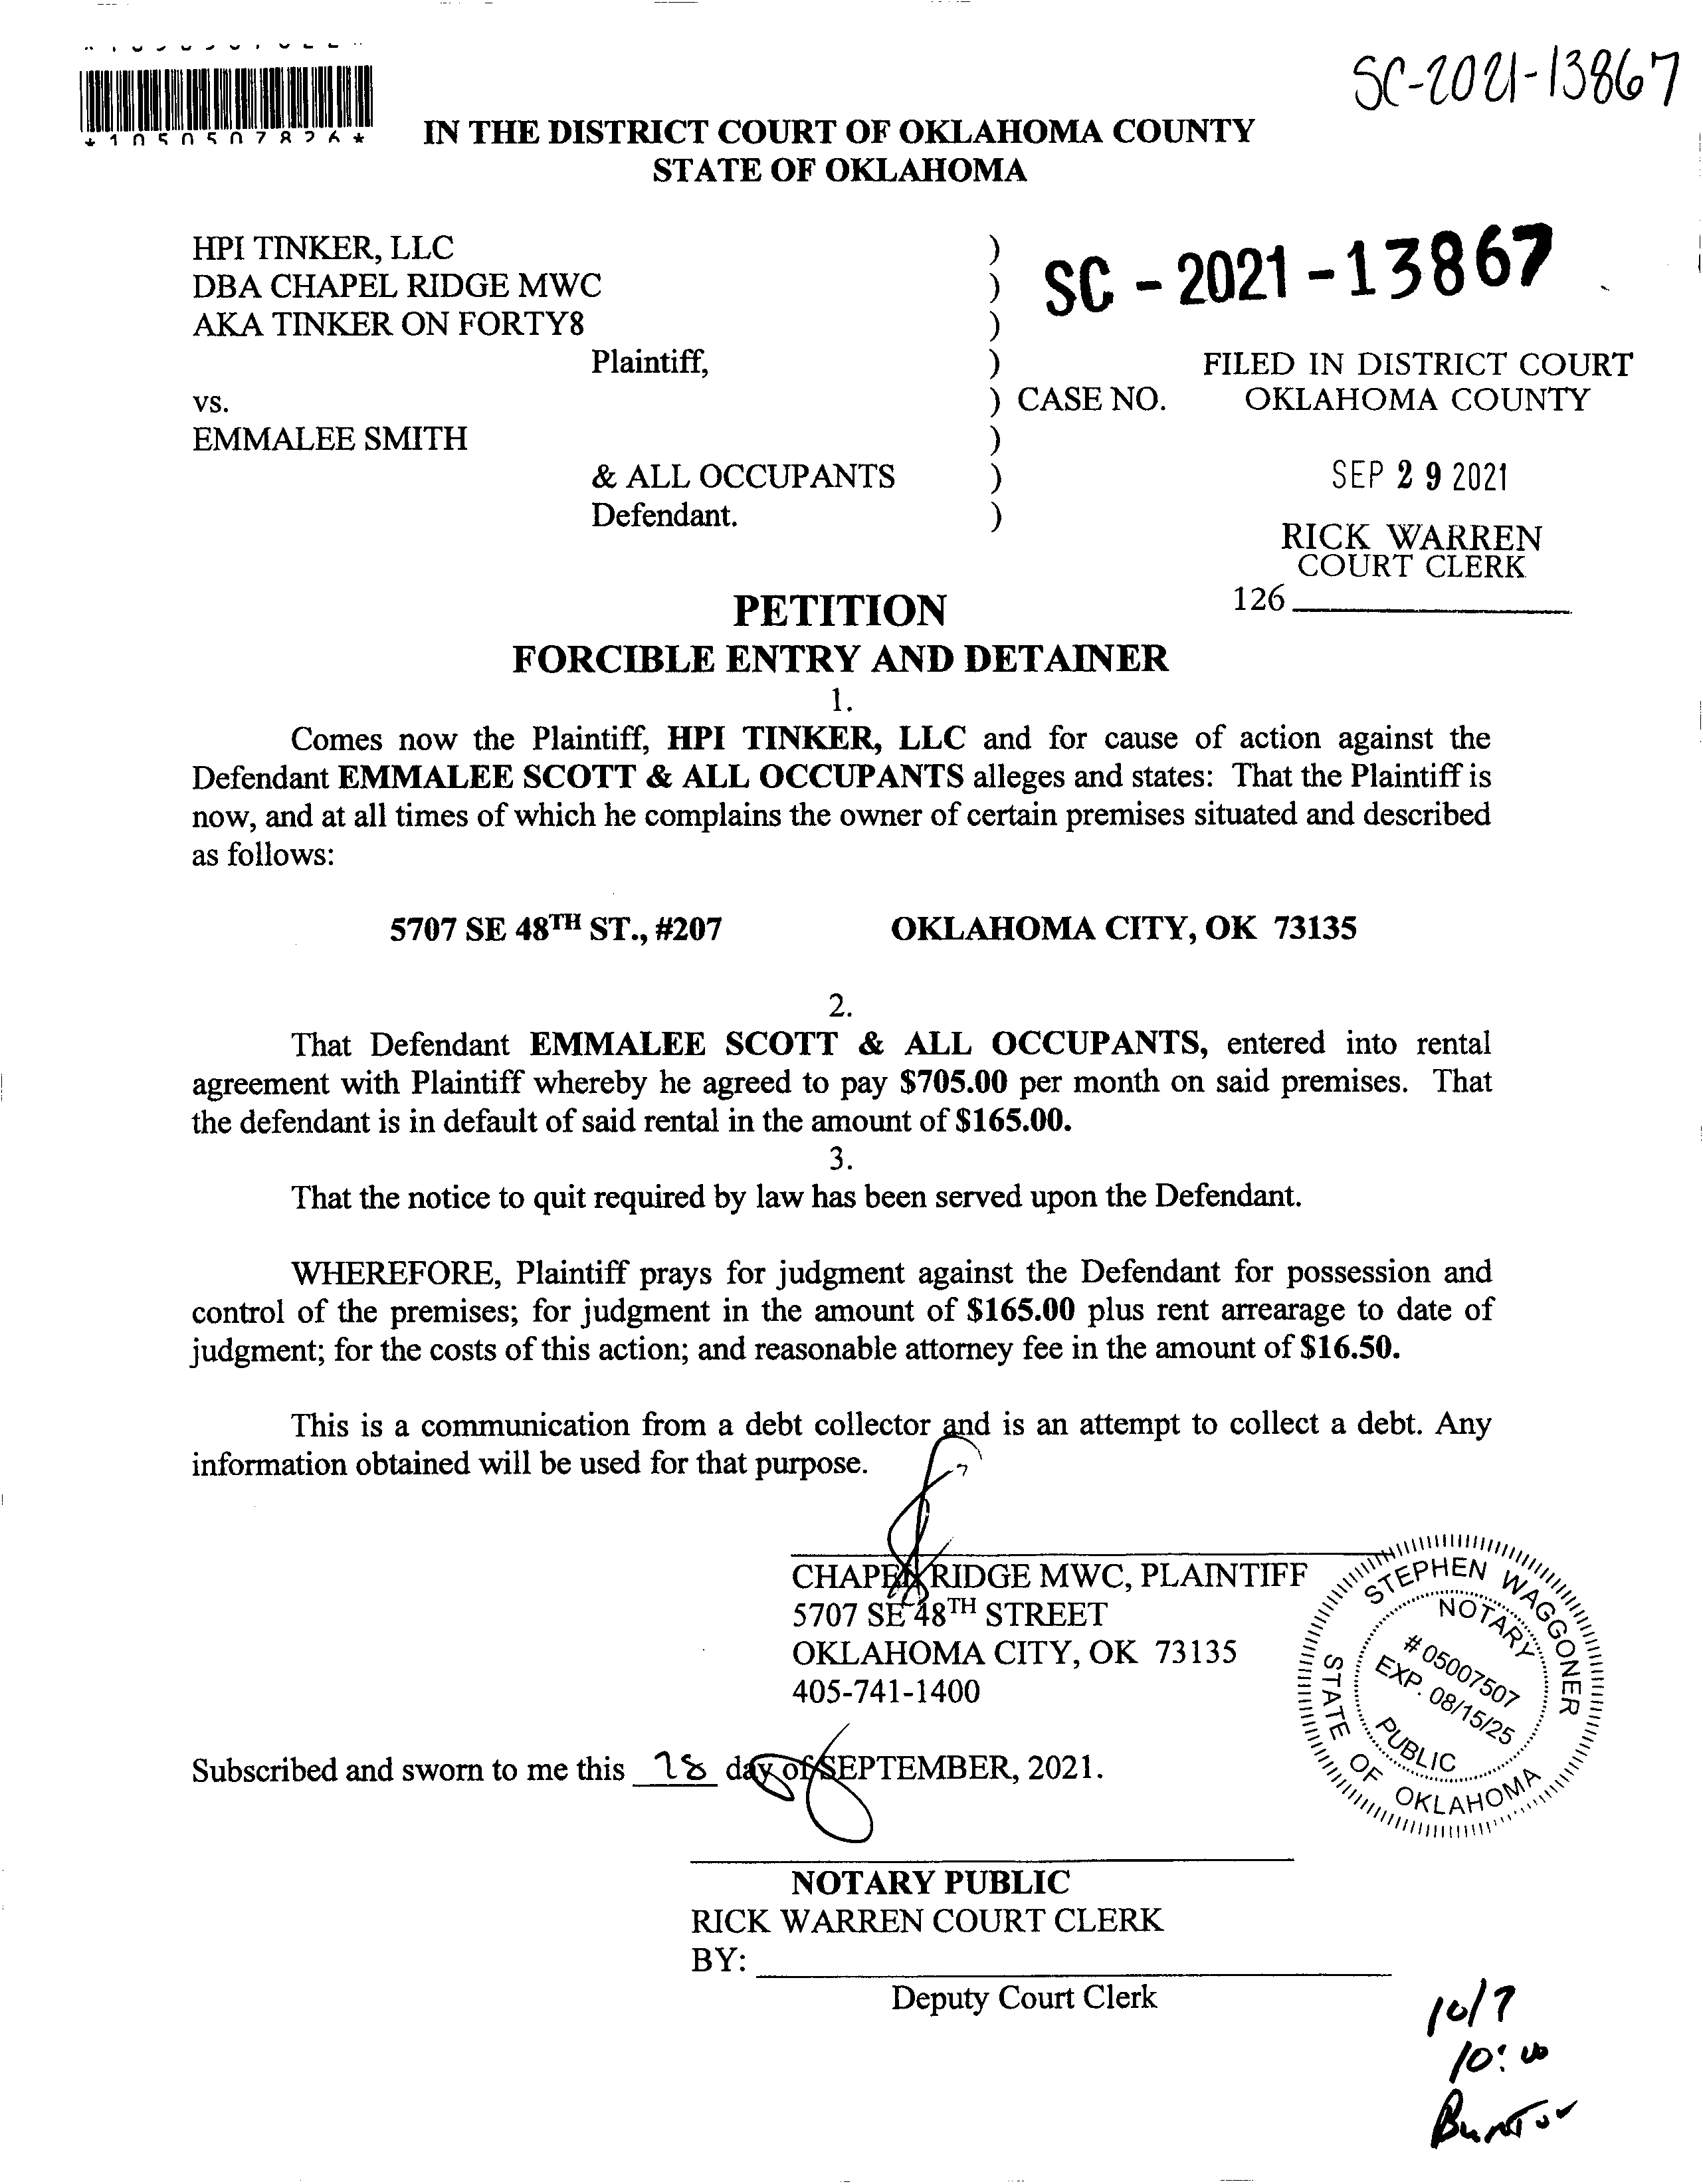 SC-2021-13867
*1050507826*
IN THE DISTRICT COURT OF OKLAHOMA COUNTY
STATE OF OKLAHOMA
HPI TINKER, LLC )
DBA CHAPEL RIDGE MWC ) SC - 2021 - 13867
AKA TINKER ON FORTY8 )
Plaintiff, ) FILED IN DISTRICT COURT
vs. ) CASE NO. OKLAHOMA COUNTY
EMMALEE SMITH )
& ALL OCCUPANTS ) SEP 29 2021
Defendant. )
RICK WARREN
COURT CLERK
126
PETITION
FORCIBLE ENTRY AND DETAINER
1.
Comes now the Plaintiff, HPI TINKER, LLC and for cause of action against the
Defendant EMMALEE SCOTT & ALL OCCUPANTS alleges and states: That the Plaintiff is
now, and at all times of which he complains the owner of certain premises situated and described
as follows:
5707 SE 48TH ST., #207 OKLAHOMA CITY, OK 73135
2.
That Defendant EMMALEE SCOTT & ALL OCCUPANTS, entered into rental
agreement with Plaintiff whereby he agreed to pay $705.00 per month on said premises. That
the defendant is in default of said rental in the amount of $165.00.
3.
That the notice to quit required by law has been served upon the Defendant.
WHEREFORE, Plaintiff prays for judgment against the Defendant for possession and
control of the premises; for judgment in the amount of $165.00 plus rent arrearage to date of
judgment; for the costs of this action; and reasonable attorney fee in the amount of $16.50.
This is a communication from a debt collector and is an attempt to collect a debt. Any
information obtained will be used for that purpose.
CHAPEL RIDGE MWC, PLAINTIFF
5707 SE 48TH STREET
OKLAHOMA CITY, OK 73135
405-741-1400
STEPHEN WAGGONER
NOTARY
# 05007507
EXP. 08/15/25
PUBLIC
STATE OF OKLAHOMA
Subscribed and sworn to me this 28 day of SEPTEMBER, 2021.
NOTARY PUBLIC
RICK WARREN COURT CLERK
BY:
Deputy Court Clerk
10/7
10:00